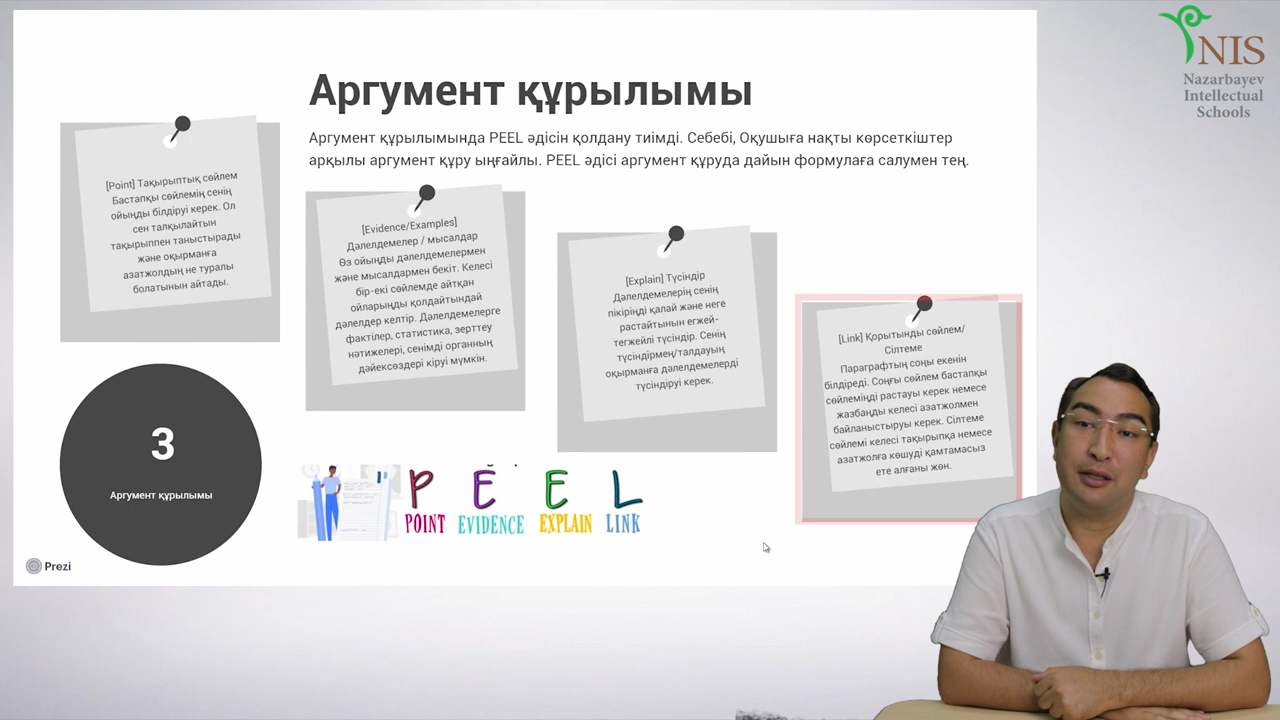 Аргумент құрылымы
Аргумент құрылымында PEEL әдісін қолдану тиімді. Себебі, Оқушыға нақты көрсеткіштер
арқылы аргумент құру ыңғайлы. PEEL әдісі аргумент құруда дайын формулаға салумен тең.
[Point] Тақырыптық сөйлем
Бастапқы сөйлемің сенің
ойыңды білдіруі керек. Ол
сен талқылайтын
тақырыппен таныстырады
және оқырманға
азатжолдың не туралы
болатынын айтады.
[Evidence/Examples]
Дәлелдемелер / мысалдар
Өз ойыңды дәлелдемелермен
және мысалдармен бекіт. Келесі
бір-екі сөйлемде айтқан
ойларыңды қолдайтындай
дәлелдер келтір. Дәлелдемелерге
фактілер, статистика, зерттеу
нәтижелері, сенімді органның
дәйексөздері кіруі мүмкін.
[Explain] Түсіндір
Дәлелдемелерің сенің
пікіріңді қалай және неге
растайтынын егжей-
тегжейлі түсіндір. Сенің
түсіндірмең/талдауың
оқырманға дәлелдемелерді
түсіндіруі керек.
[Link] Қорытынды сөйлем/
Сілтеме
Параграфтың соңы екенін
білдіреді. Соңғы сөйлем бастапқы
сөйлеміңді растауы керек немесе
жазбаңды келесі азатжолмен
байланыстыруы керек. Сілтеме
сөйлемі келесі тақырыпқа немесе
азатжолға көшуді қамтамасыз
ете алғаны жөн.
3
Аргумент құрылымы
P E E L
POINT EVIDENCE EXPLAIN LINK
Prezi
NIS
Nazarbayev
Intellectual
Schools